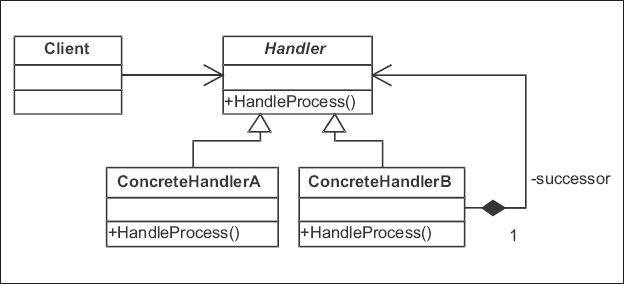 Client
Handler
+HandleProcess()
ConcreteHandlerA
ConcreteHandlerB
-successor
+HandleProcess()
+HandleProcess()
1